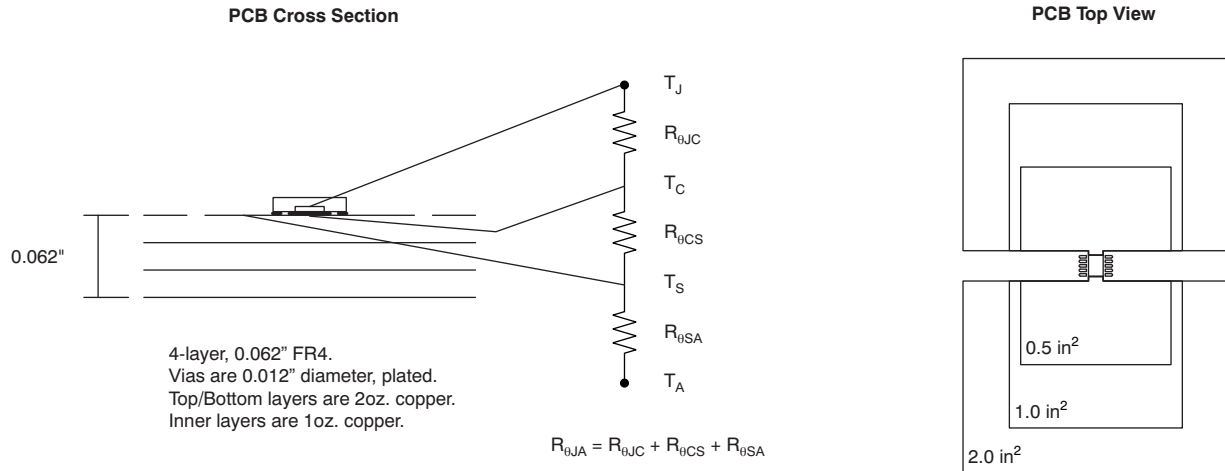 PCB Cross Section
PCB Top View
T_J
R_θJC
T_C
R_θCS
0.062"
T_S
R_θSA
T_A
4-layer, 0.062” FR4.
Vias are 0.012” diameter, plated.
Top/Bottom layers are 2oz. copper.
Inner layers are 1oz. copper.
R_θJA = R_θJC + R_θCS + R_θSA
0.5 in²
1.0 in²
2.0 in²